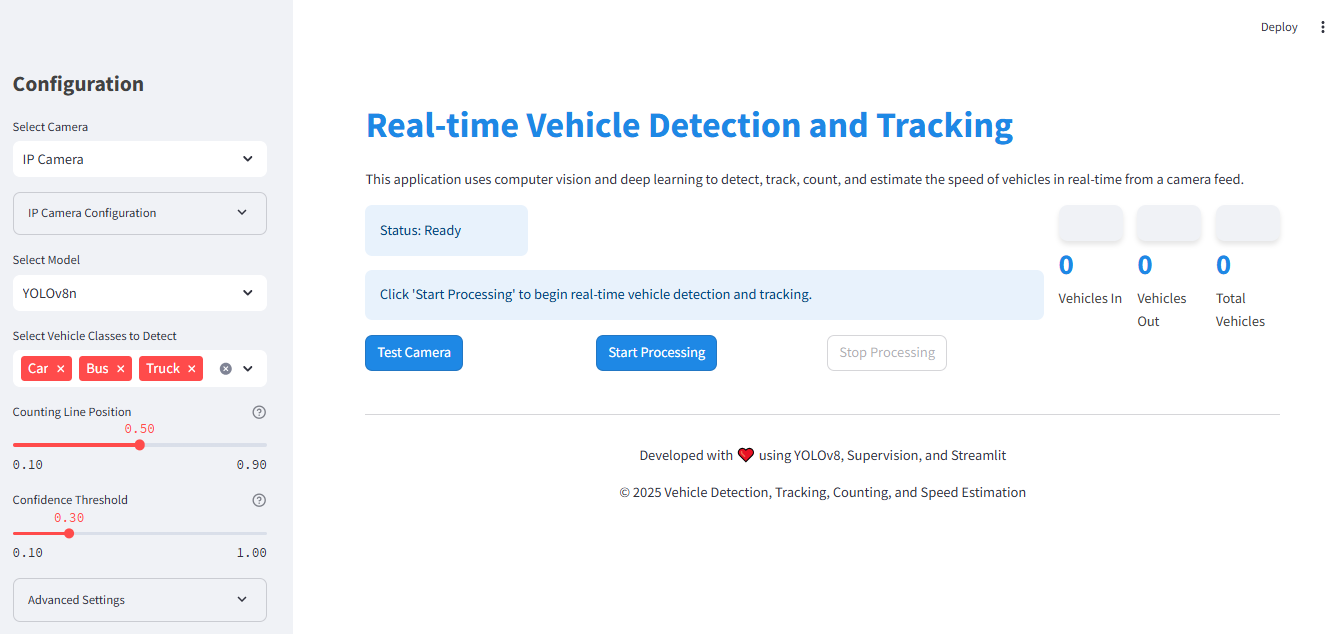 Deploy
Configuration
Select Camera
IP Camera
IP Camera Configuration
Select Model
YOLOv8n
Select Vehicle Classes to Detect
Car × Bus × Truck ×
Counting Line Position
0.50
0.10 0.90
Confidence Threshold
0.30
0.10 1.00
Advanced Settings
Real-time Vehicle Detection and Tracking
This application uses computer vision and deep learning to detect, track, count, and estimate the speed of vehicles in real-time from a camera feed.
Status: Ready
Click 'Start Processing' to begin real-time vehicle detection and tracking.
Test Camera
Start Processing
Stop Processing
0
Vehicles In
0
Vehicles
Out
0
Total
Vehicles
Developed with ❤️ using YOLOv8, Supervision, and Streamlit
© 2025 Vehicle Detection, Tracking, Counting, and Speed Estimation